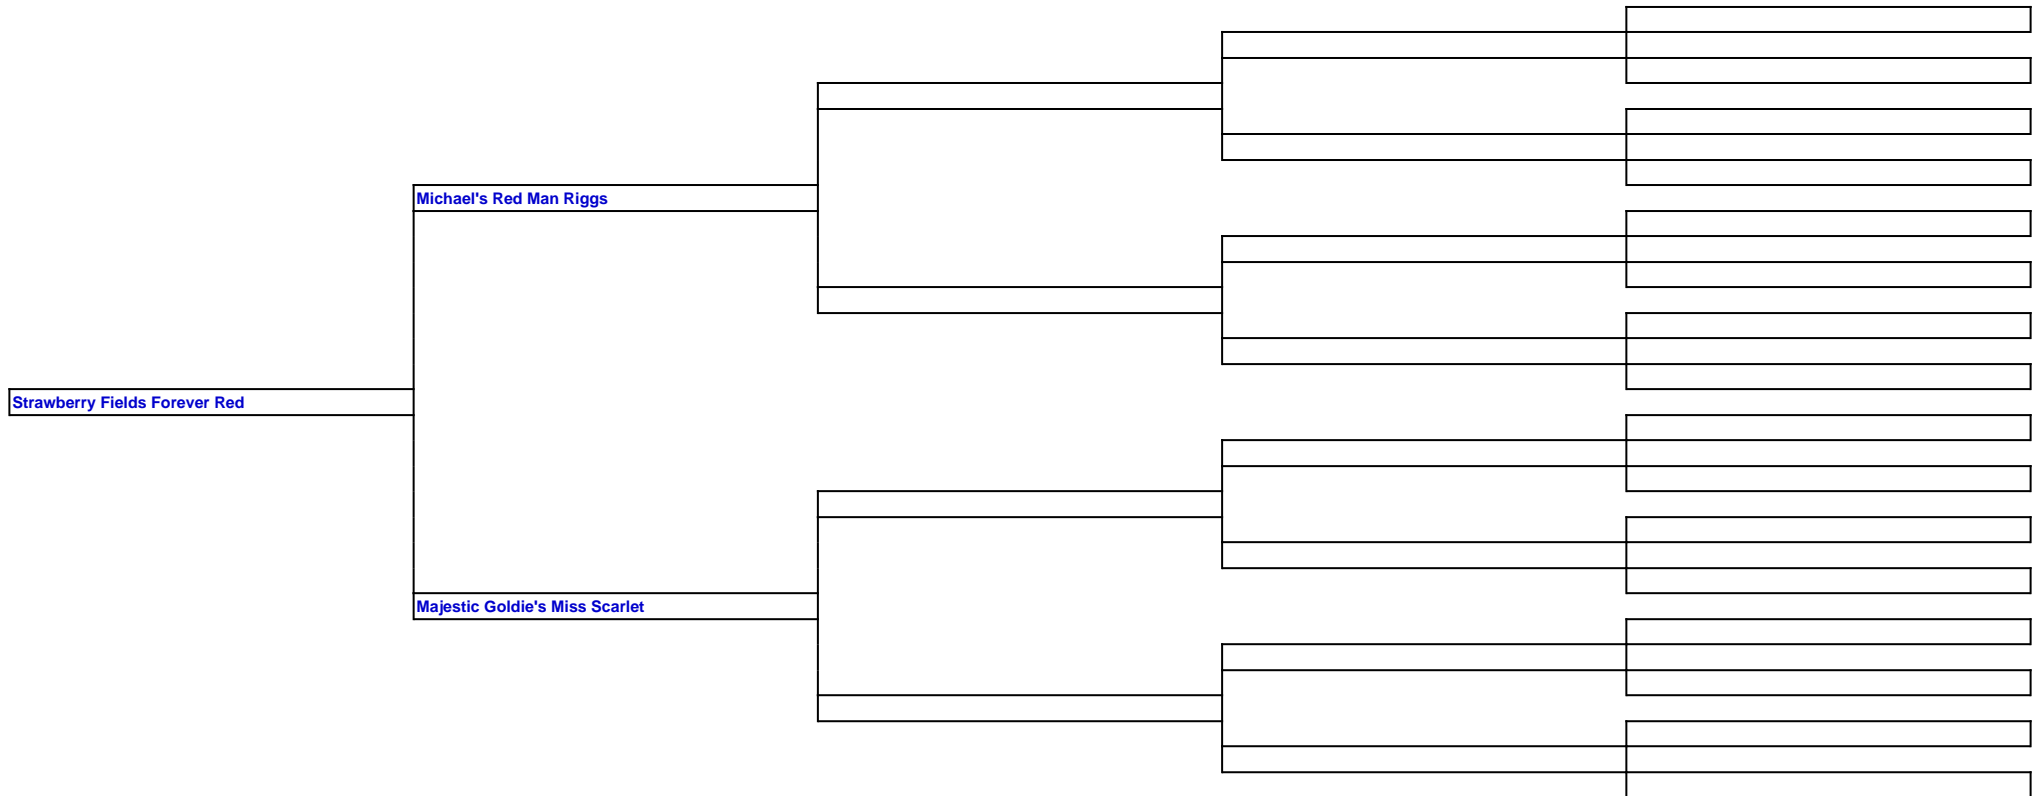 Michael's Red Man Riggs
Strawberry Fields Forever Red
Majestic Goldie's Miss Scarlet